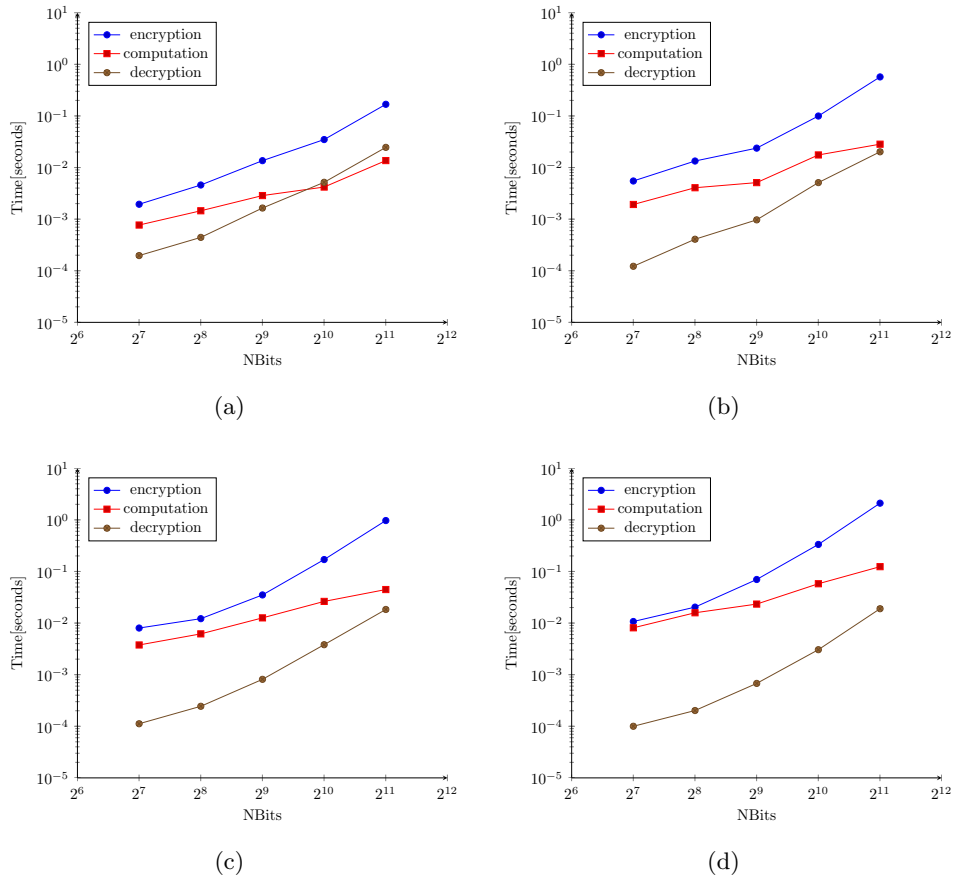 10^1
10^0
10^-1
10^-2
10^-3
10^-4
10^-5
Time[seconds]
encryption
computation
decryption
2^6 2^7 2^8 2^9 2^10 2^11 2^12
NBits
(a)
10^1
10^0
10^-1
10^-2
10^-3
10^-4
10^-5
Time[seconds]
encryption
computation
decryption
2^6 2^7 2^8 2^9 2^10 2^11 2^12
NBits
(b)
10^1
10^0
10^-1
10^-2
10^-3
10^-4
10^-5
Time[seconds]
encryption
computation
decryption
2^6 2^7 2^8 2^9 2^10 2^11 2^12
NBits
(c)
10^1
10^0
10^-1
10^-2
10^-3
10^-4
10^-5
Time[seconds]
encryption
computation
decryption
2^6 2^7 2^8 2^9 2^10 2^11 2^12
NBits
(d)